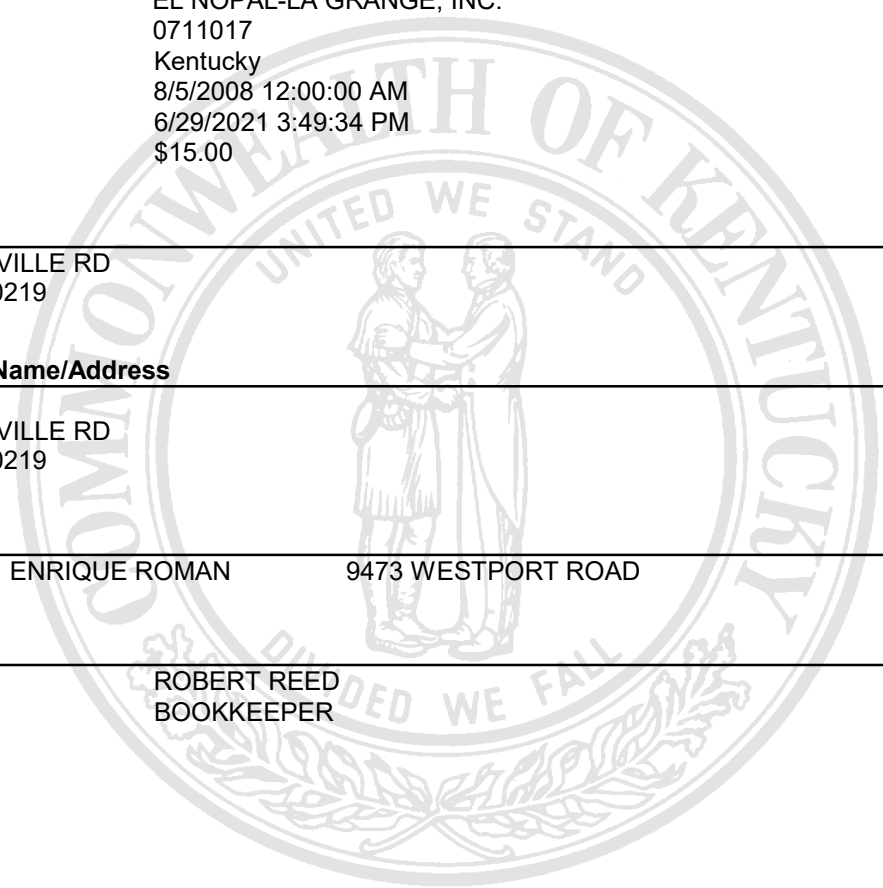 EL NOPAL-LA GRANGE, INC.
0711017
Kentucky
8/5/2008 12:00:00 AM
6/29/2021 3:49:34 PM
$15.00
VILLE RD
0219
Name/Address
VILLE RD
0219
ENRIQUE ROMAN 9473 WESTPORT ROAD
ROBERT REED
BOOKKEEPER
COMMONWEALTH OF KENTUCKY
UNITED WE STAND
DIVIDED WE FALL